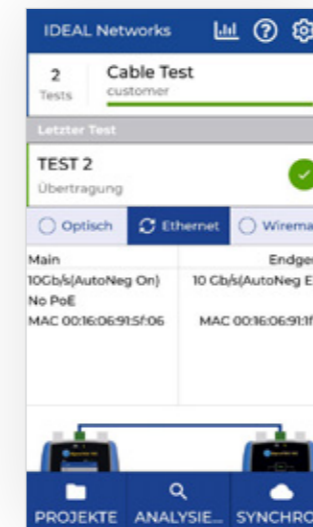 IDEAL Networks
2 Cable Test
Tests customer
Letzter Test
TEST 2
Übertragung
Optisch Ethernet Wirema
Main Endger
10Gb/s(AutoNeg On) 10 Gb/s(AutoNeg E
No PoE
MAC 00:16:06:91:5f:06 MAC 00:16:06:91:1f
PROJEKTE ANALYSIE... SYNCHRO